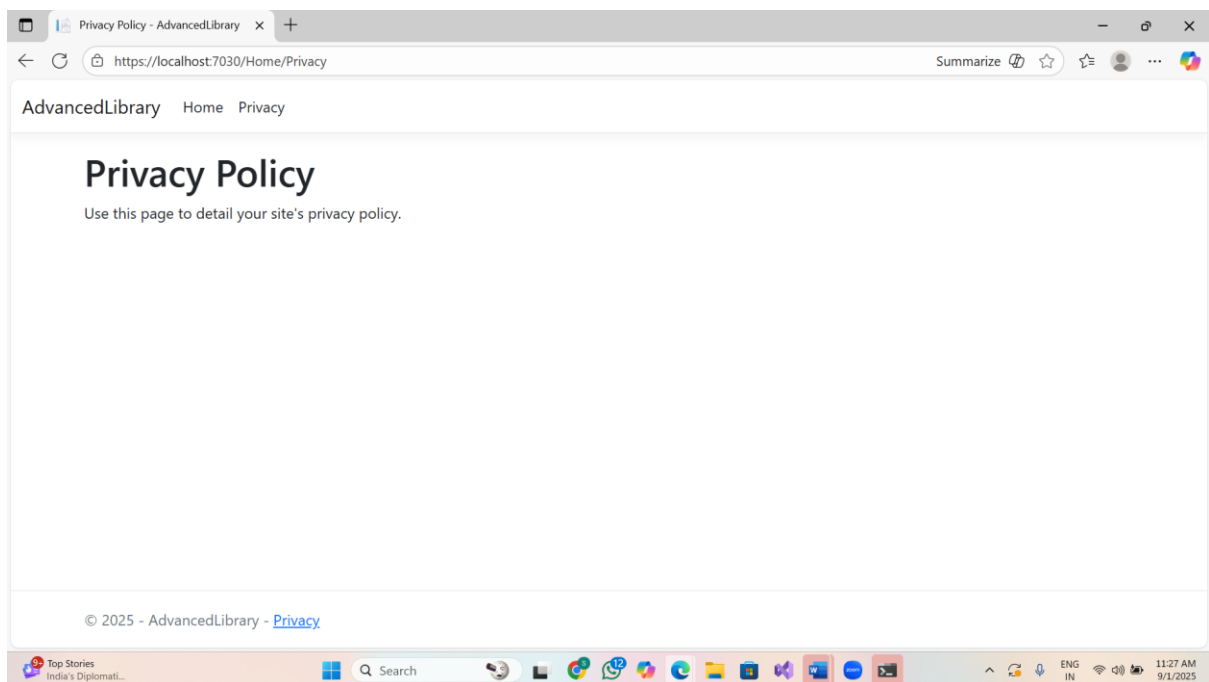 Privacy Policy - AdvancedLibrary
https://localhost:7030/Home/Privacy
Summarize
AdvancedLibrary Home Privacy
Privacy Policy
Use this page to detail your site's privacy policy.
© 2025 - AdvancedLibrary - Privacy
9+
Top Stories
India's Diplomati...
Search
12
ENG
IN
11:27 AM
9/1/2025